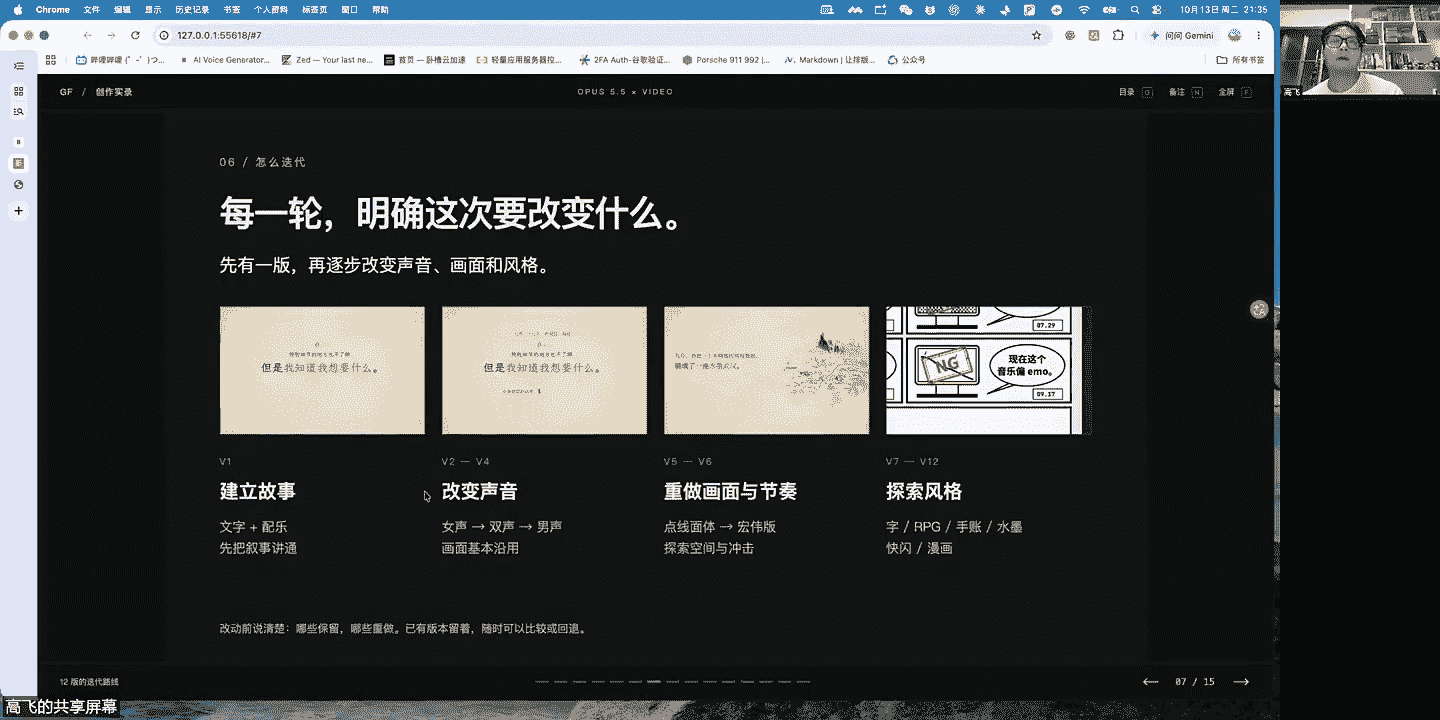 Chrome 文件 编辑 显示 历史记录 书签 个人资料 标签页 窗口 帮助
10月13日周二 21:35
127.0.0.1:55618/#7
问问 Gemini
AI Voice Generator...
Zed — Your last ne...
首页 — 卧槽云加速
轻量应用服务器控...
2FA Auth-谷歌验证...
Porsche 911 992 |...
Markdown | 让排版...
公众号
所有书签
GF / 创作实录
OPUS 5.5 × VIDEO
目录 O 备注 N 全屏 F
高飞
06 / 怎么迭代
每一轮，明确这次要改变什么。
先有一版，再逐步改变声音、画面和风格。
但是我知道我想要什么。
但是我知道我想要什么。
现在这个
音乐偏 emo。
NG
07.29
09.37
V1
建立故事
文字 + 配乐
先把叙事讲通
V2 — V4
改变声音
女声 → 双声 → 男声
画面基本沿用
V5 — V6
重做画面与节奏
点线面体 → 宏伟版
探索空间与冲击
V7 — V12
探索风格
字 / RPG / 手账 / 水墨
快闪 / 漫画
改动前说清楚：哪些保留，哪些重做。已有版本留着，随时可以比较或回退。
12 版的迭代路线
← 07 / 15 →
高飞的共享屏幕